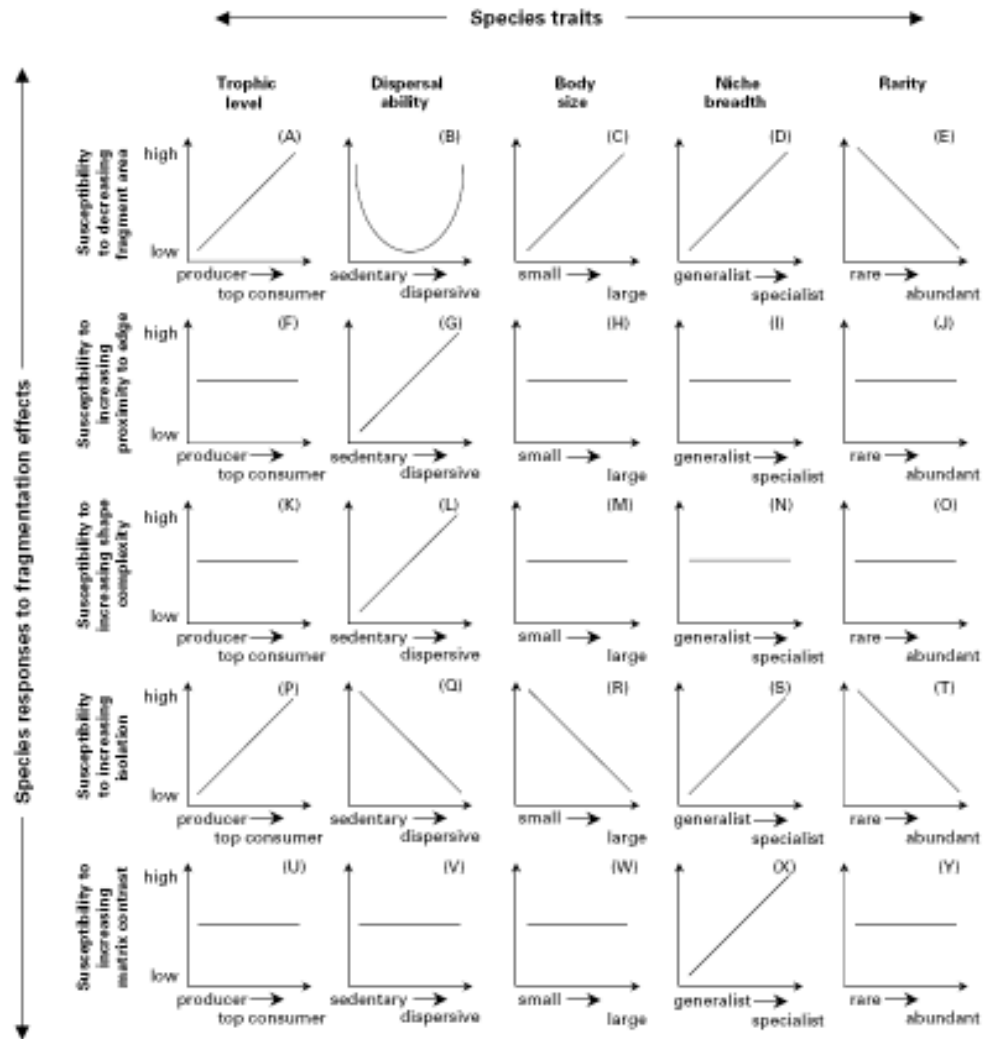 Species traits
Trophic
level
Dispersal
ability
Body
size
Niche
breadth
Rarity
Species responses to fragmentation effects
Susceptibility
to decreasing
fragment area
high
low
(A)
(B)
(C)
(D)
(E)
producer
top consumer
sedentary
dispersive
small
large
generalist
specialist
rare
abundant
Susceptibility to
increasing
proximity to edge
high
low
(F)
(G)
(H)
(I)
(J)
producer
top consumer
sedentary
dispersive
small
large
generalist
specialist
rare
abundant
Susceptibility to
increasing shape
complexity
high
low
(K)
(L)
(M)
(N)
(O)
producer
top consumer
sedentary
dispersive
small
large
generalist
specialist
rare
abundant
Susceptibility
to increasing
isolation
high
low
(P)
(Q)
(R)
(S)
(T)
producer
top consumer
sedentary
dispersive
small
large
generalist
specialist
rare
abundant
Susceptibility to
increasing
matrix contrast
high
low
(U)
(V)
(W)
(X)
(Y)
producer
top consumer
sedentary
dispersive
small
large
generalist
specialist
rare
abundant